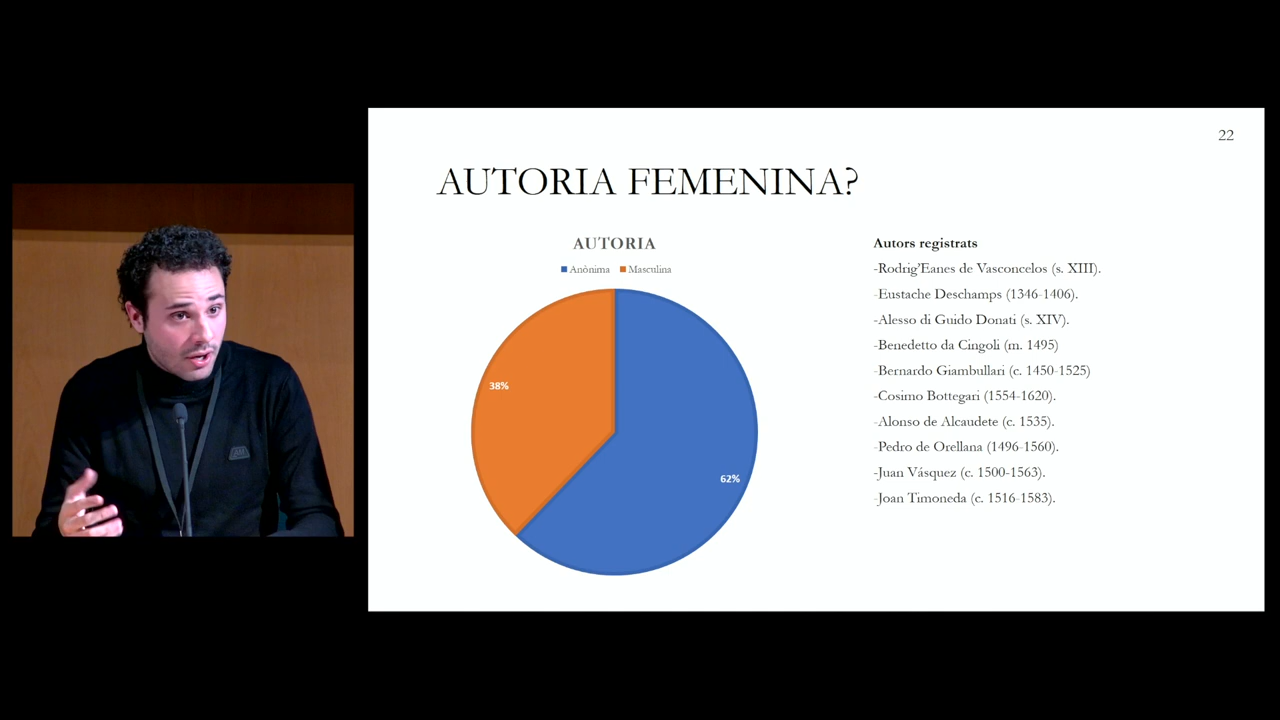 22
AUTORIA FEMENINA?
AUTORIA
Anònima Masculina
38%
62%
Autors registrats
-Rodrig'Eanes de Vasconcelos (s. XIII).
-Eustache Deschamps (1346-1406).
-Alesso di Guido Donati (s. XIV).
-Benedetto da Cingoli (m. 1495)
-Bernardo Giambullari (c. 1450-1525)
-Cosimo Bottegari (1554-1620).
-Alonso de Alcaudete (c. 1535).
-Pedro de Orellana (1496-1560).
-Juan Vásquez (c. 1500-1563).
-Joan Timoneda (c. 1516-1583).